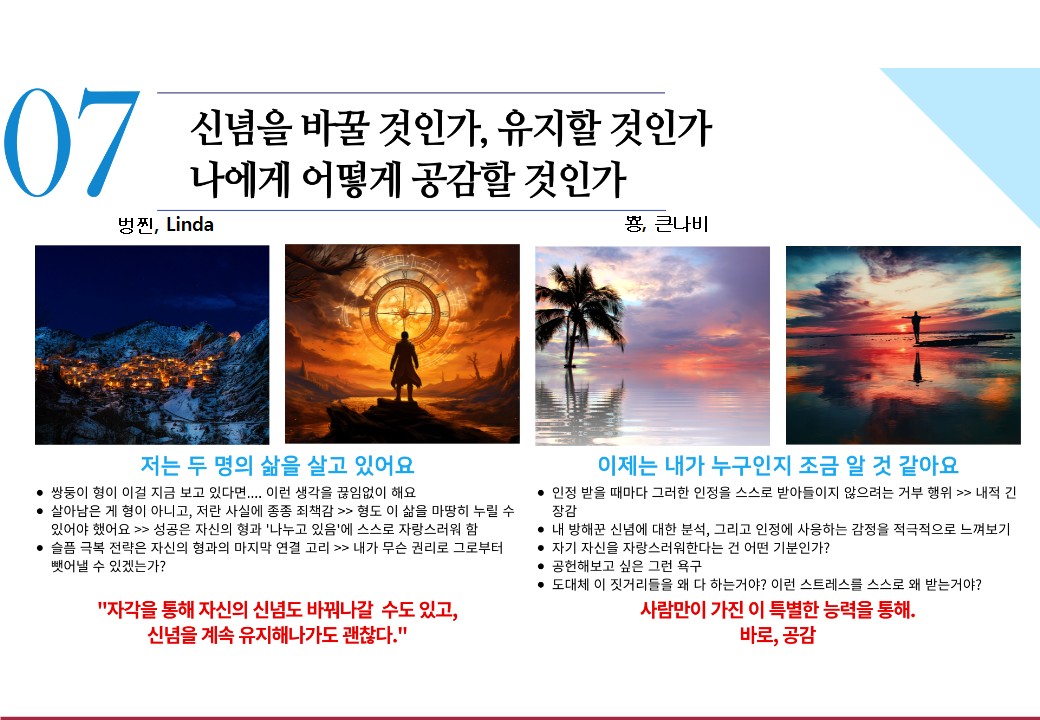 07
신념을 바꿀 것인가, 유지할 것인가
나에게 어떻게 공감할 것인가
벙찐, Linda
뿅, 큰나비
저는 두 명의 삶을 살고 있어요
• 쌍둥이 형이 이걸 지금 보고 있다면.... 이런 생각을 끊임없이 해요
• 살아남은 게 형이 아니고, 저란 사실에 종종 죄책감 >> 형도 이 삶을 마땅히 누릴 수
있어야 했어요 >> 성공은 자신의 형과 '나누고 있음'에 스스로 자랑스러워 함
• 슬픔 극복 전략은 자신의 형과의 마지막 연결 고리 >> 내가 무슨 권리로 그로부터
뺏어낼 수 있겠는가?
"자각을 통해 자신의 신념도 바꿔나갈 수도 있고,
신념을 계속 유지해나가도 괜찮다."
이제는 내가 누구인지 조금 알 것 같아요
• 인정 받을 때마다 그러한 인정을 스스로 받아들이지 않으려는 거부 행위 >> 내적 긴
장감
• 내 방해꾼 신념에 대한 분석, 그리고 인정에 사용하는 감정을 적극적으로 느껴보기
• 자기 자신을 자랑스러워한다는 건 어떤 기분인가?
• 공헌해보고 싶은 그런 욕구
• 도대체 이 짓거리들을 왜 다 하는거야? 이런 스트레스를 스스로 왜 받는거야?
사람만이 가진 이 특별한 능력을 통해.
바로, 공감